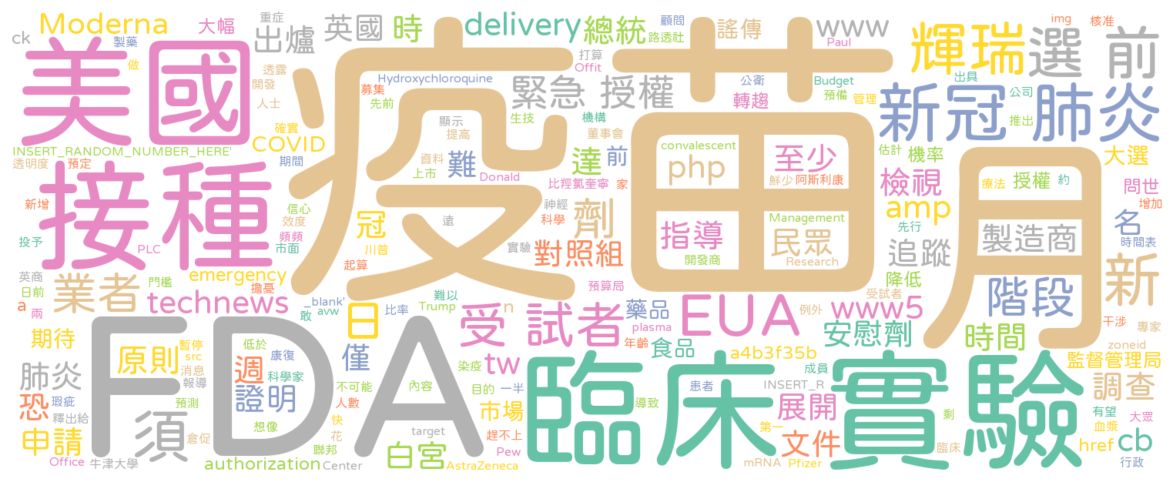 疫苗
月
FDA
臨床 實驗
美國
接種
新冠 肺炎
輝瑞
選 前
新
ck
Moderna
重症
製藥
做
大幅
出爐
英國
時
delivery
總統
路透社
顧問
謠傳
www
Paul
img
核准
打算
Offit
透露
開發
人士
Hydroxychloroquine
募集
先前
緊急 授權
公衛
轉趨
Budget
預備
管理
出具
公司
推出
確實
COVID
顯示
提高
生技
機構
董事會
INSERT_RANDOM_NUMBER_HERE'
期間
透明度
預定
難
資料
上市
達
前
convalescent
php
至少
鮮少
阿斯利康
估計
機率
檢視
療法
授權
約
大選
問世
增加
信心
Donald
比羥氯奎寧
家
新增
效度
頻頻
市面
投予
PLC
冠
遠
神經
科學
劑
指導
Management
民眾
開發商
Research
amp
先行
名
時間表
製造商
追蹤
川普
實驗
對照組
起算
預算局
英商
門檻
日前
擔憂
emergency
業者
降低
階段
受試者
a
兩
technews
_blank'
敢
avw
比率
日
難以
Trump
n
受 試者
藥品
plasma
EUA
例外
www5
安慰劑
時間
干涉
專家
期待
原則
暫停
src
消息
報導
低於
康復
週
科學家
僅
染疫
tw
年齡
食品
a4b3f35b
zoneid
監督管理局
肺炎
恐
瑕疵
預測
釋出給
須
證明
不可能
人數
內容
目的
一半
市場
導致
患者
成員
INSERT_R
展開
調查
有望
大眾
血漿
申請
想像
快
花
聯邦
白宮
target
趕不上
Pew
剩
第一
文件
href
cb
臨床
行政
Office
牛津大學
倉促
authorization
Center
AstraZeneca
mRNA
Pfizer